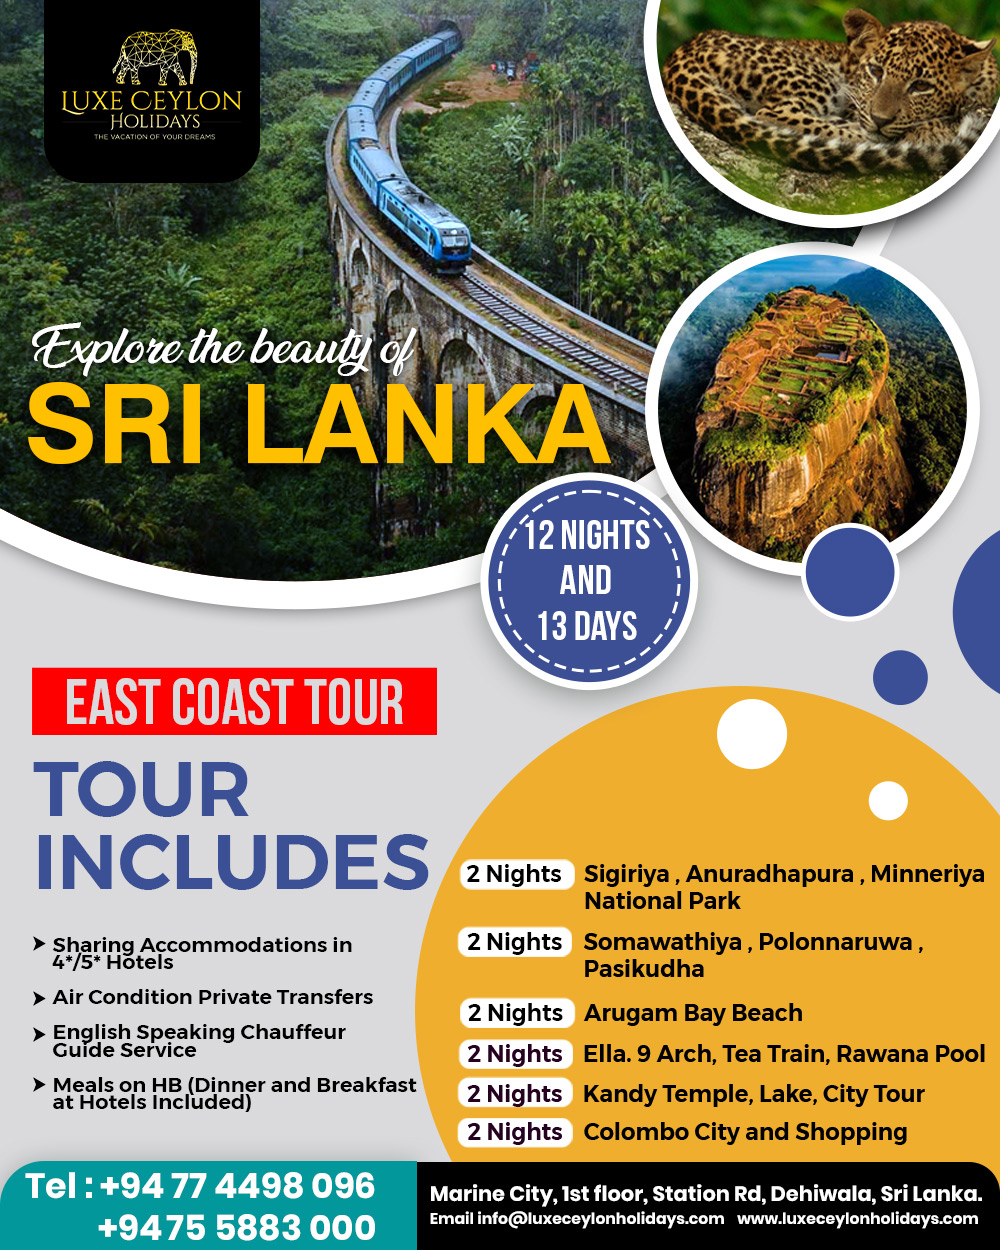 LUXE CEYLON
HOLIDAYS
THE VACATION OF YOUR DREAMS
Explore the beauty of
SRI LANKA
12 NIGHTS
AND
13 DAYS
EAST COAST TOUR
TOUR
INCLUDES
Sharing Accommodations in
4*/5* Hotels
Air Condition Private Transfers
English Speaking Chauffeur
Guide Service
Meals on HB (Dinner and Breakfast
at Hotels Included)
2 Nights Sigiriya , Anuradhapura , Minneriya
National Park
2 Nights Somawathiya , Polonnaruwa ,
Pasikudha
2 Nights Arugam Bay Beach
2 Nights Ella. 9 Arch, Tea Train, Rawana Pool
2 Nights Kandy Temple, Lake, City Tour
2 Nights Colombo City and Shopping
Tel : +94 77 4498 096
+94 75 5883 000
Marine City, 1st floor, Station Rd, Dehiwala, Sri Lanka.
Email info@luxeceylonholidays.com www.luxeceylonholidays.com